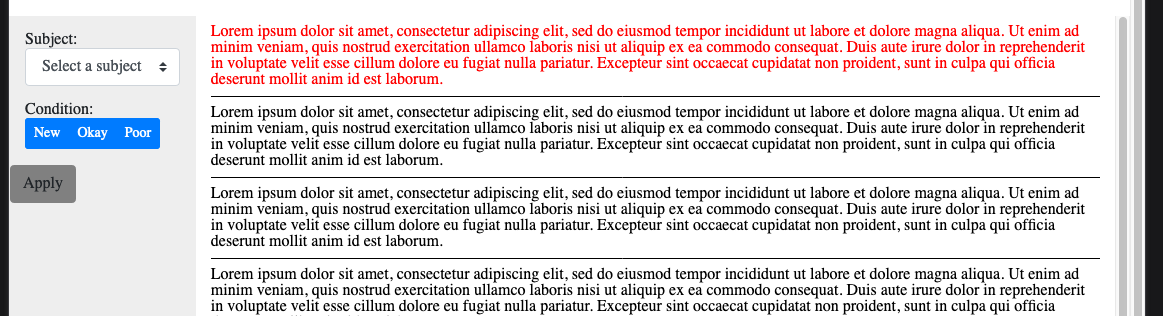 Subject:
Select a subject
Condition:
New Okay Poor
Apply
Lorem ipsum dolor sit amet, consectetur adipiscing elit, sed do eiusmod tempor incididunt ut labore et dolore magna aliqua. Ut enim ad
minim veniam, quis nostrud exercitation ullamco laboris nisi ut aliquip ex ea commodo consequat. Duis aute irure dolor in reprehenderit
in voluptate velit esse cillum dolore eu fugiat nulla pariatur. Excepteur sint occaecat cupidatat non proident, sunt in culpa qui officia
deserunt mollit anim id est laborum.
Lorem ipsum dolor sit amet, consectetur adipiscing elit, sed do eiusmod tempor incididunt ut labore et dolore magna aliqua. Ut enim ad
minim veniam, quis nostrud exercitation ullamco laboris nisi ut aliquip ex ea commodo consequat. Duis aute irure dolor in reprehenderit
in voluptate velit esse cillum dolore eu fugiat nulla pariatur. Excepteur sint occaecat cupidatat non proident, sunt in culpa qui officia
deserunt mollit anim id est laborum.
Lorem ipsum dolor sit amet, consectetur adipiscing elit, sed do eiusmod tempor incididunt ut labore et dolore magna aliqua. Ut enim ad
minim veniam, quis nostrud exercitation ullamco laboris nisi ut aliquip ex ea commodo consequat. Duis aute irure dolor in reprehenderit
in voluptate velit esse cillum dolore eu fugiat nulla pariatur. Excepteur sint occaecat cupidatat non proident, sunt in culpa qui officia
deserunt mollit anim id est laborum.
Lorem ipsum dolor sit amet, consectetur adipiscing elit, sed do eiusmod tempor incididunt ut labore et dolore magna aliqua. Ut enim ad
minim veniam, quis nostrud exercitation ullamco laboris nisi ut aliquip ex ea commodo consequat. Duis aute irure dolor in reprehenderit
in voluptate velit esse cillum dolore eu fugiat nulla pariatur. Excepteur sint occaecat cupidatat non proident, sunt in culpa qui officia